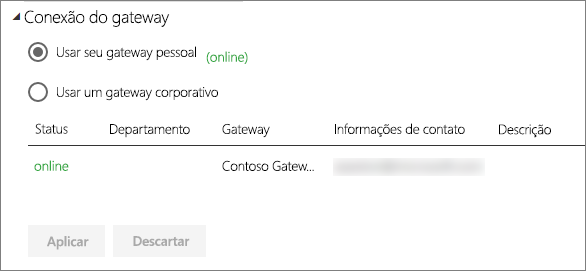 Conexão do gateway
Usar seu gateway pessoal (online)
Usar um gateway corporativo
Status Departamento Gateway Informações de contato Descrição
online Contoso Gatew...
Aplicar Descartar